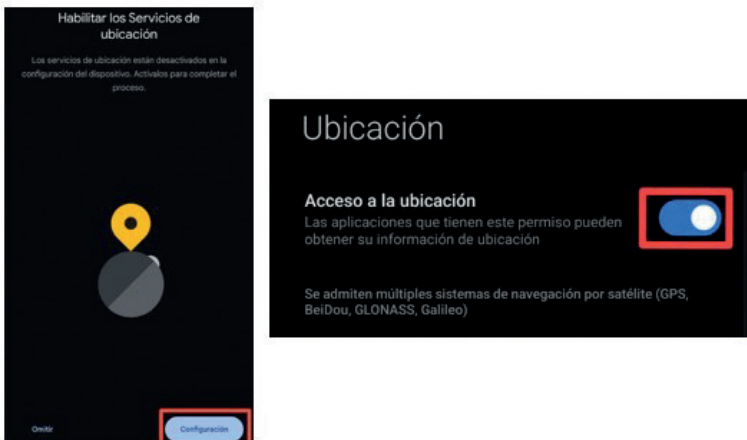 Habilitar los Servicios de
ubicación
Los servicios de ubicación están desactivados en la
configuración del dispositivo. Actívalos para completar el
proceso.
Omitir
Configuración
Ubicación
Acceso a la ubicación
Las aplicaciones que tienen este permiso pueden
obtener su información de ubicación
Se admiten múltiples sistemas de navegación por satélite (GPS,
BeiDou, GLONASS, Galileo)